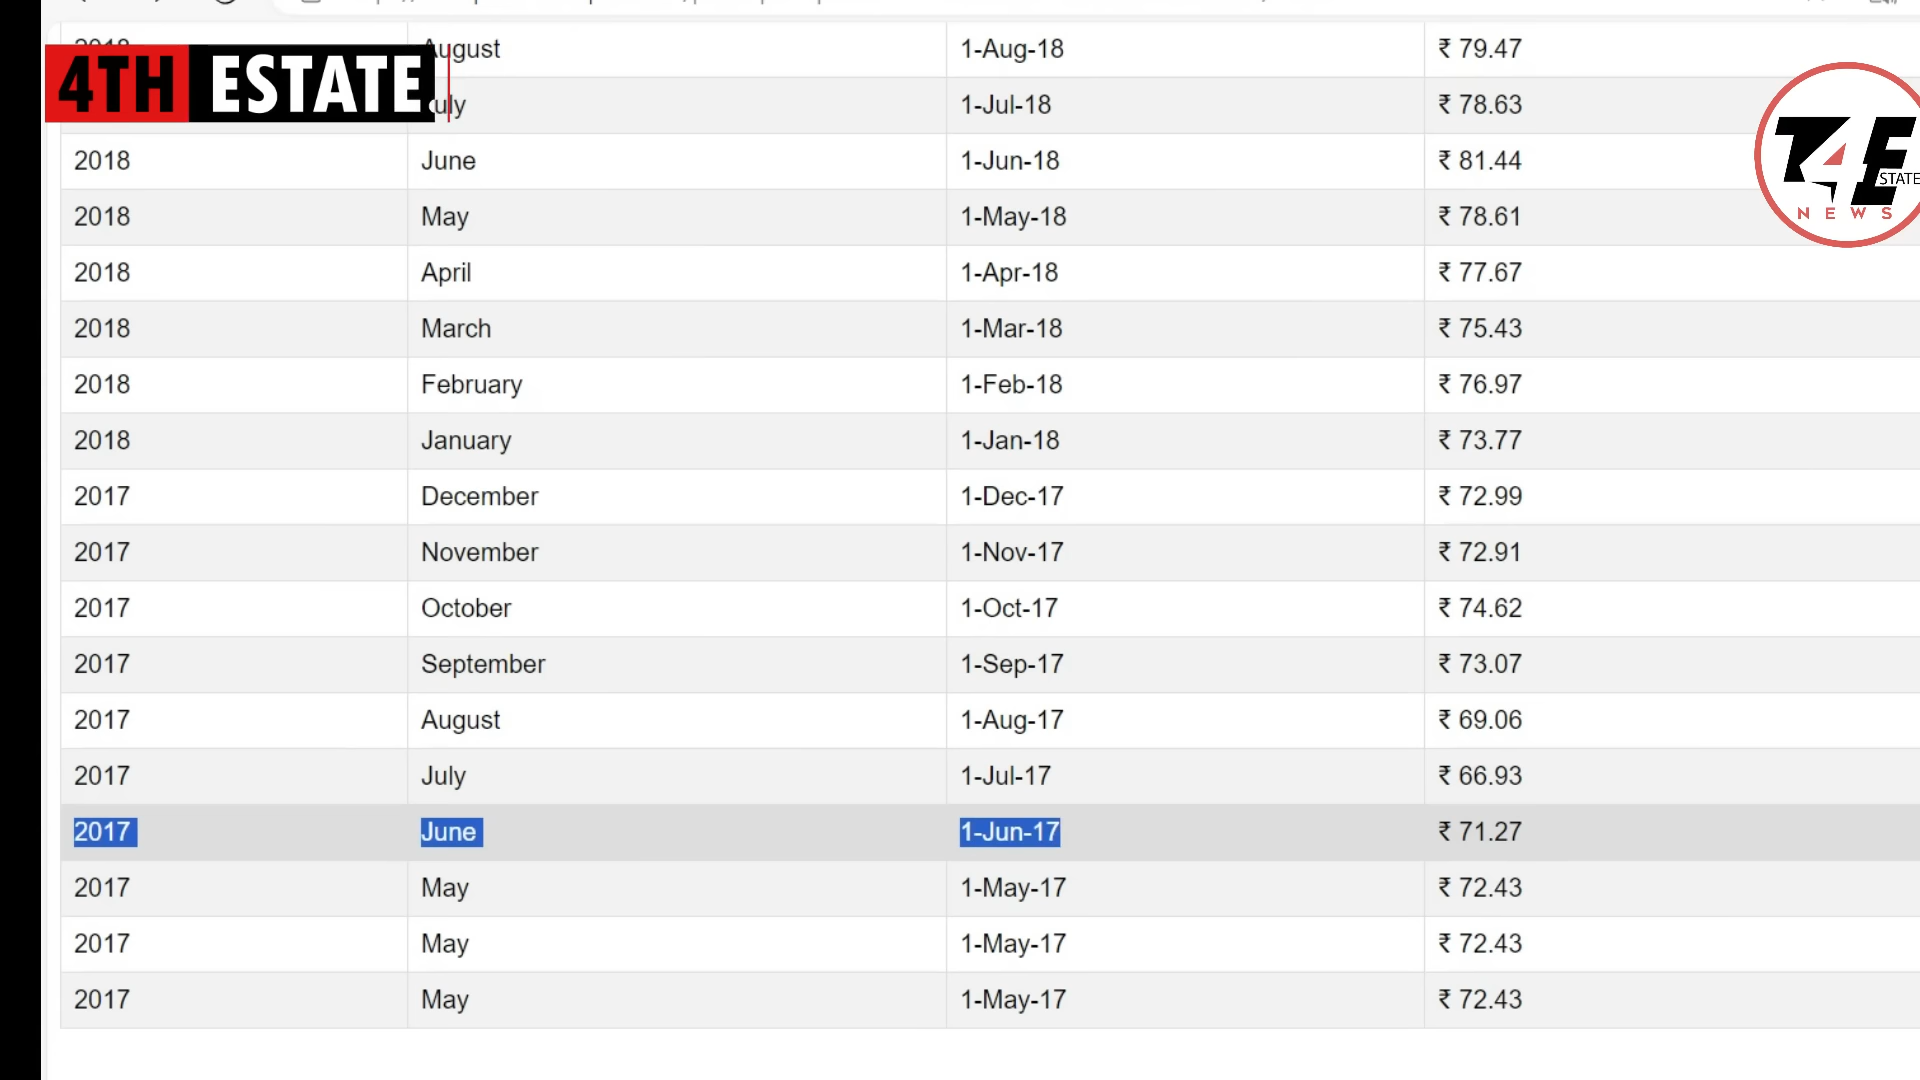 August 1-Aug-18 ₹ 79.47
4TH ESTATE
July 1-Jul-18 ₹ 78.63
2018 June 1-Jun-18 ₹ 81.44
T4E
STATE
NEWS
2018 May 1-May-18 ₹ 78.61
2018 April 1-Apr-18 ₹ 77.67
2018 March 1-Mar-18 ₹ 75.43
2018 February 1-Feb-18 ₹ 76.97
2018 January 1-Jan-18 ₹ 73.77
2017 December 1-Dec-17 ₹ 72.99
2017 November 1-Nov-17 ₹ 72.91
2017 October 1-Oct-17 ₹ 74.62
2017 September 1-Sep-17 ₹ 73.07
2017 August 1-Aug-17 ₹ 69.06
2017 July 1-Jul-17 ₹ 66.93
2017 June 1-Jun-17 ₹ 71.27
2017 May 1-May-17 ₹ 72.43
2017 May 1-May-17 ₹ 72.43
2017 May 1-May-17 ₹ 72.43